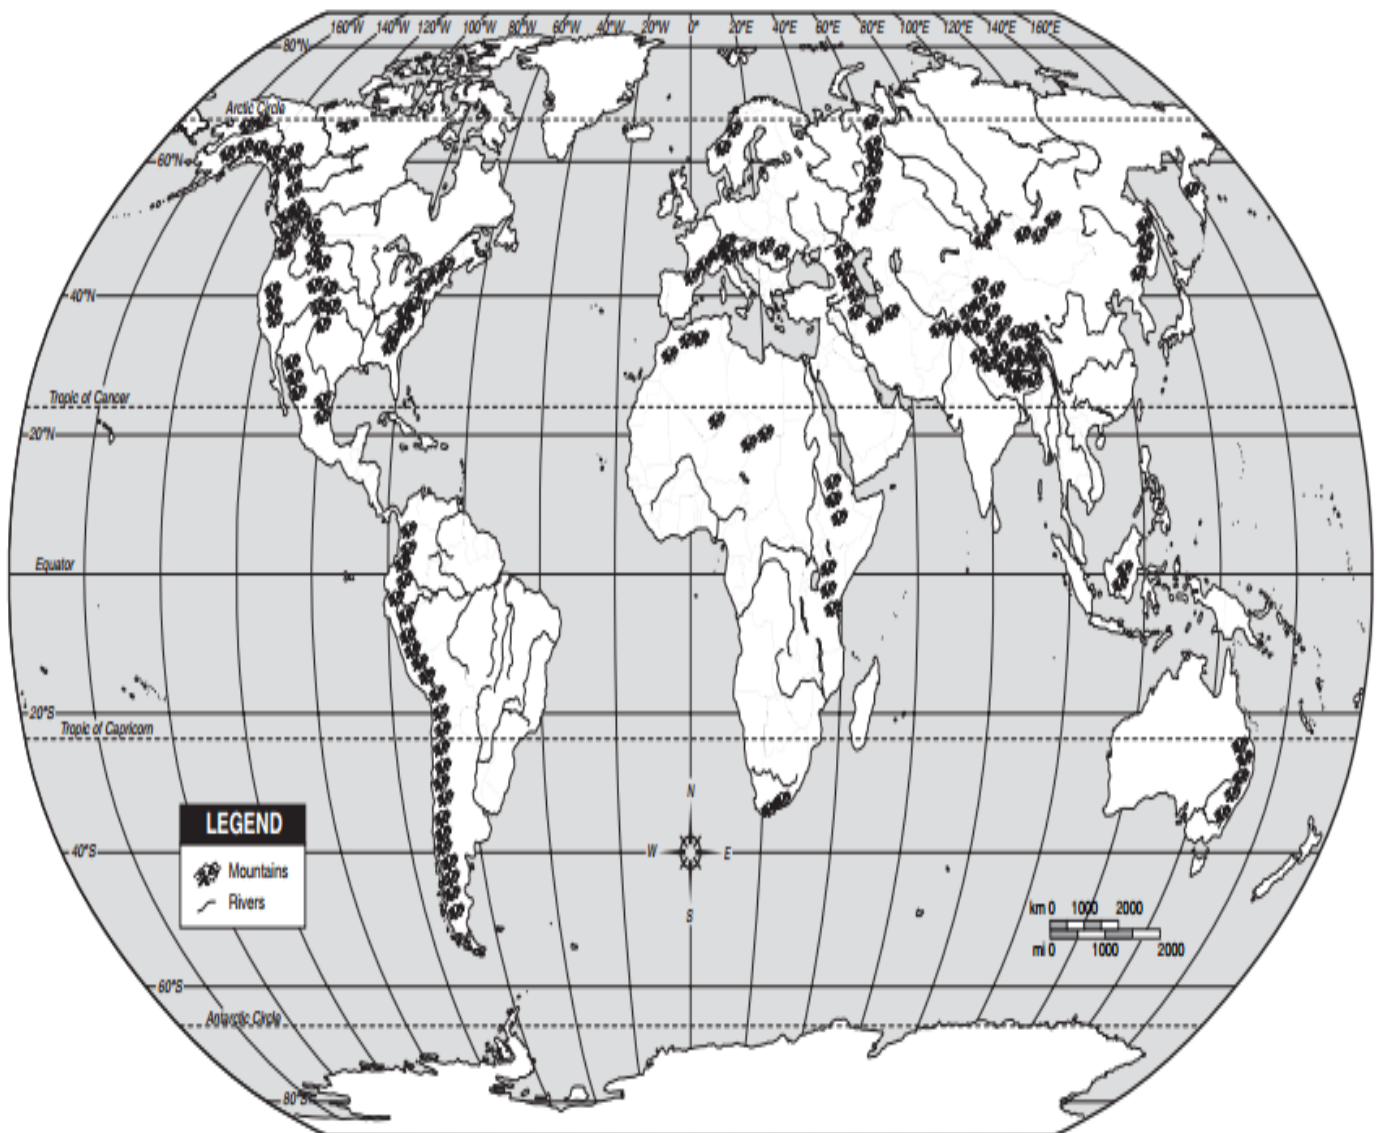 160°W 140°W 120°W 100°W 80°W 60°W 40°W 20°W 0° 20°E 40°E 60°E 80°E 100°E 120°E 140°E 160°E
80°N
Arctic Circle
60°N
40°N
Tropic of Cancer
20°N
Equator
20°S
Tropic of Capricorn
N
W E
S
LEGEND
Mountains
Rivers
40°S
km 0 1000 2000
mi 0 1000 2000
60°S
Antarctic Circle
80°S